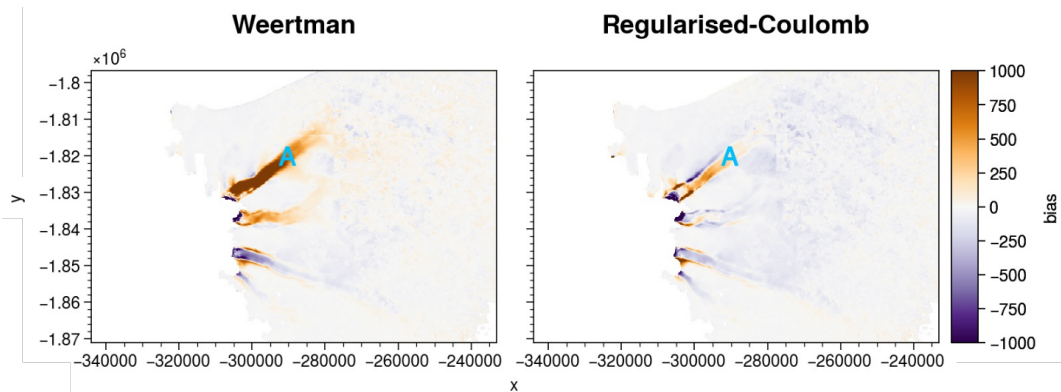 Weertman
Regularised-Coulomb
×10⁶
−1.8
−1.81
−1.82
−1.83
−1.84
−1.85
−1.86
−1.87
y
A
A
−340000 −320000 −300000 −280000 −260000 −240000
−340000 −320000 −300000 −280000 −260000 −240000
x
1000
750
500
250
0
−250
−500
−750
−1000
bias